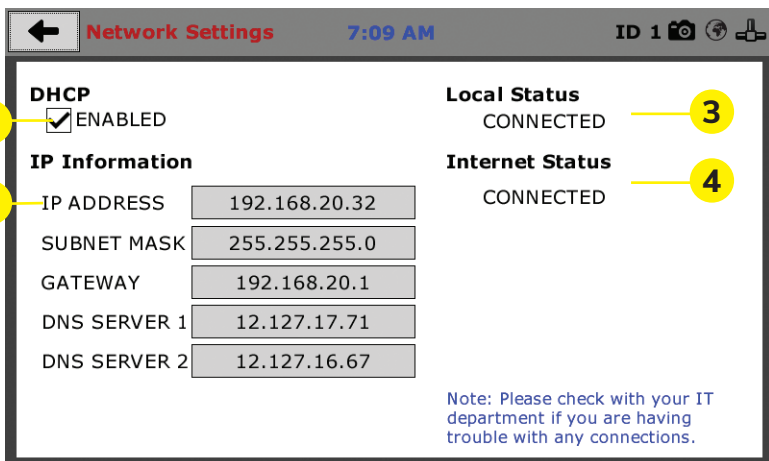 Network Settings 7:09 AM ID 1
DHCP
ENABLED
IP Information
IP ADDRESS 192.168.20.32
SUBNET MASK 255.255.255.0
GATEWAY 192.168.20.1
DNS SERVER 1 12.127.17.71
DNS SERVER 2 12.127.16.67
Local Status
CONNECTED
3
Internet Status
CONNECTED
4
Note: Please check with your IT
department if you are having
trouble with any connections.